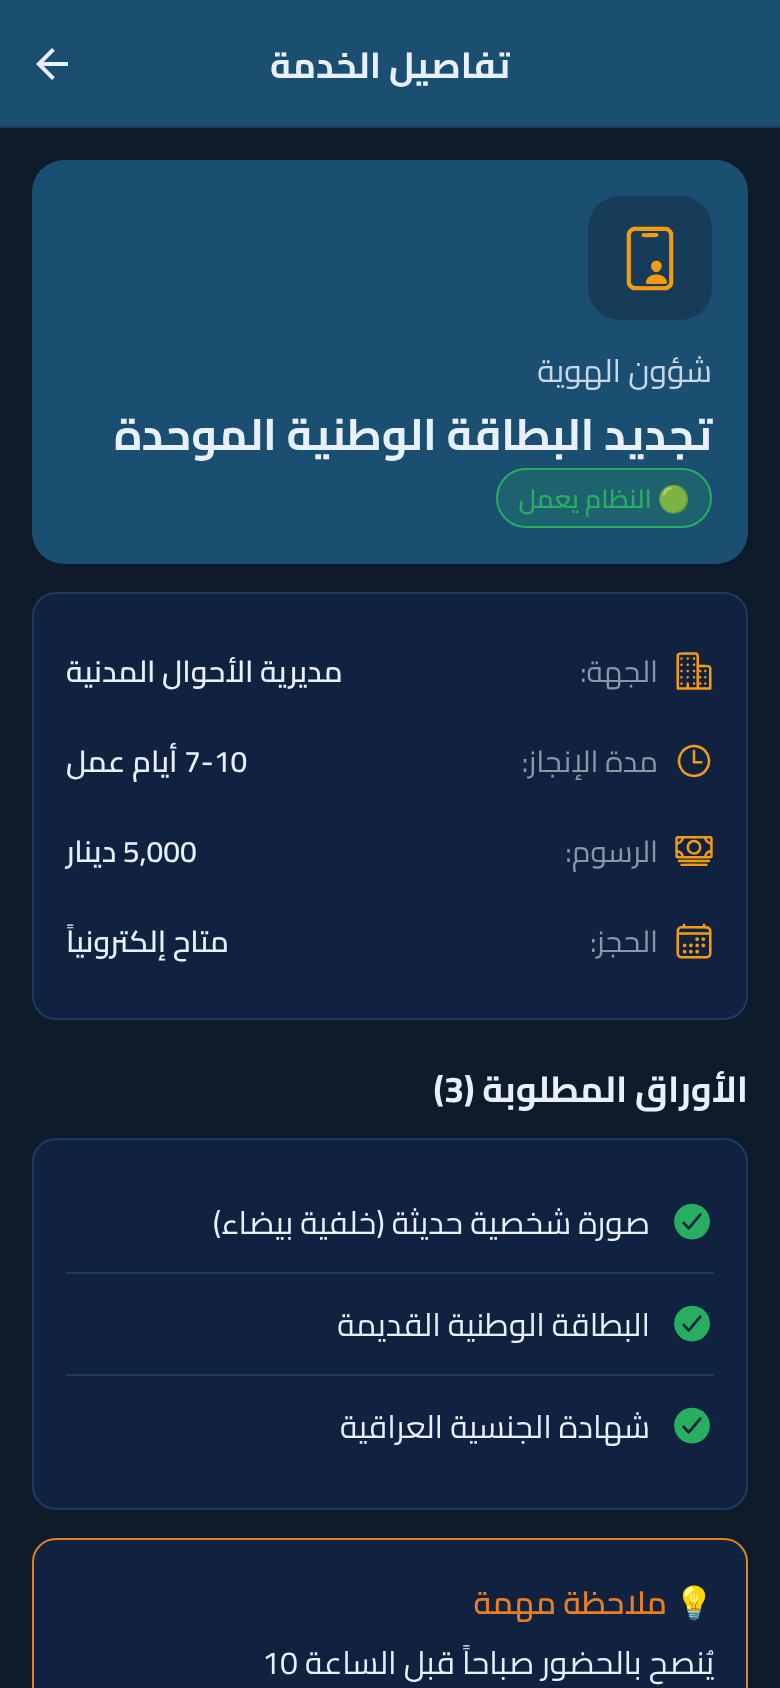 تفاصيل الخدمة
شؤون الهوية
تجديد البطاقة الوطنية الموحدة
🟢 النظام يعمل
الجهة: مديرية الأحوال المدنية
مدة الإنجاز: 7-10 أيام عمل
الرسوم: 5,000 دينار
الحجز: متاح إلكترونياً
الأوراق المطلوبة (3)
صورة شخصية حديثة (خلفية بيضاء)
البطاقة الوطنية القديمة
شهادة الجنسية العراقية
💡 ملاحظة مهمة
يُنصح بالحضور صباحاً قبل الساعة 10